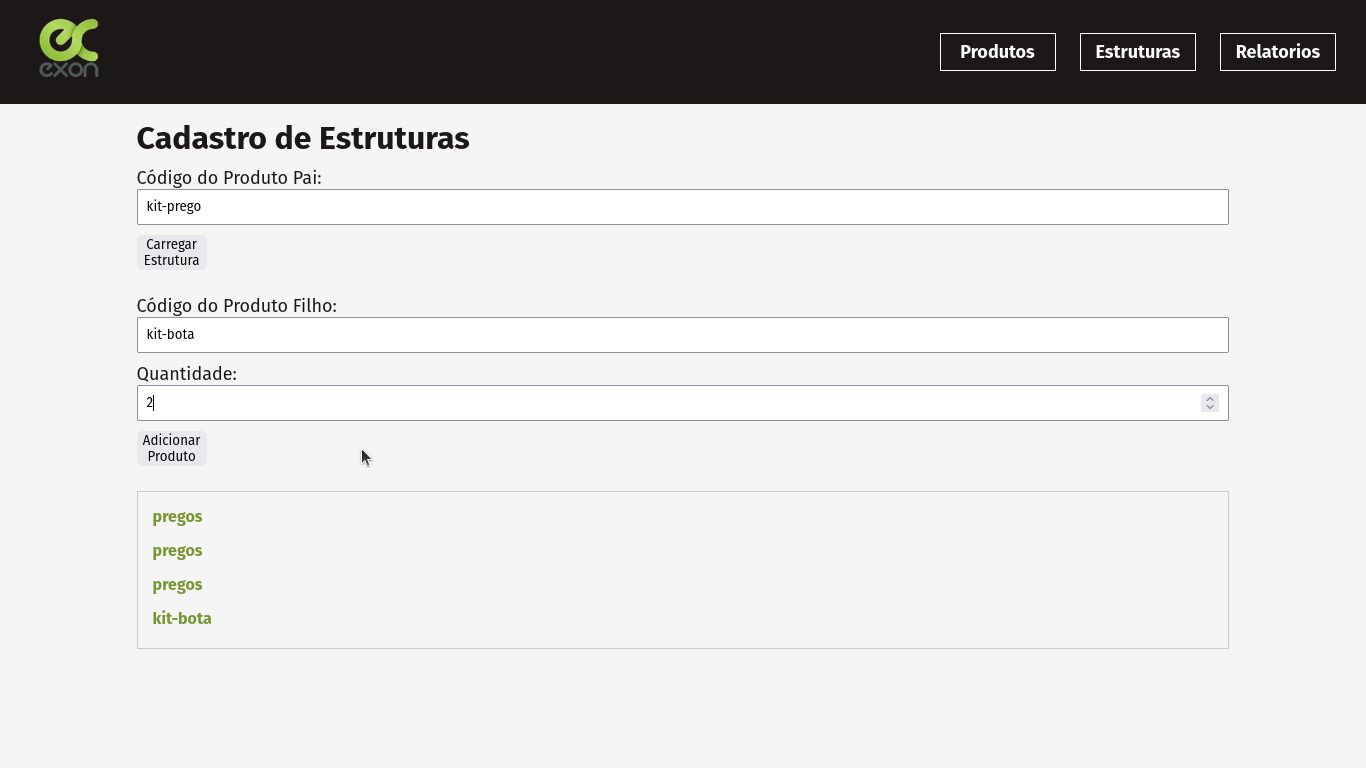 exon
Produtos
Estruturas
Relatorios
Cadastro de Estruturas
Código do Produto Pai:
kit-prego
Carregar
Estrutura
Código do Produto Filho:
kit-bota
Quantidade:
2
Adicionar
Produto
pregos
pregos
pregos
kit-bota